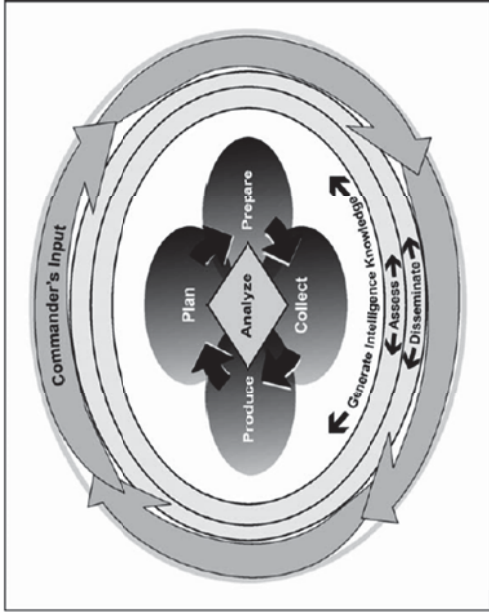 Commander's Input
Plan
Prepare
Analyze
Produce
Collect
Generate Intelligence Knowledge
Assess
Disseminate